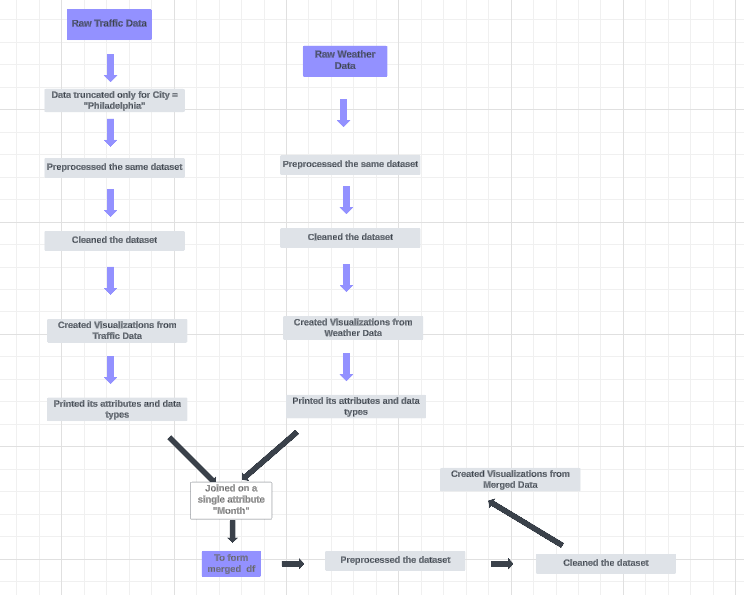 Raw Traffic Data
Data truncated only for City =
"Philadelphia"
Preprocessed the same dataset
Cleaned the dataset
Created Visualizations from
Traffic Data
Printed its attributes and data
types
Raw Weather
Data
Preprocessed the same dataset
Cleaned the dataset
Created Visualizations from
Weather Data
Printed its attributes and data
types
Joined on a
single attribute
"Month"
To form
merged_df
Preprocessed the dataset
Cleaned the dataset
Created Visualizations from
Merged Data